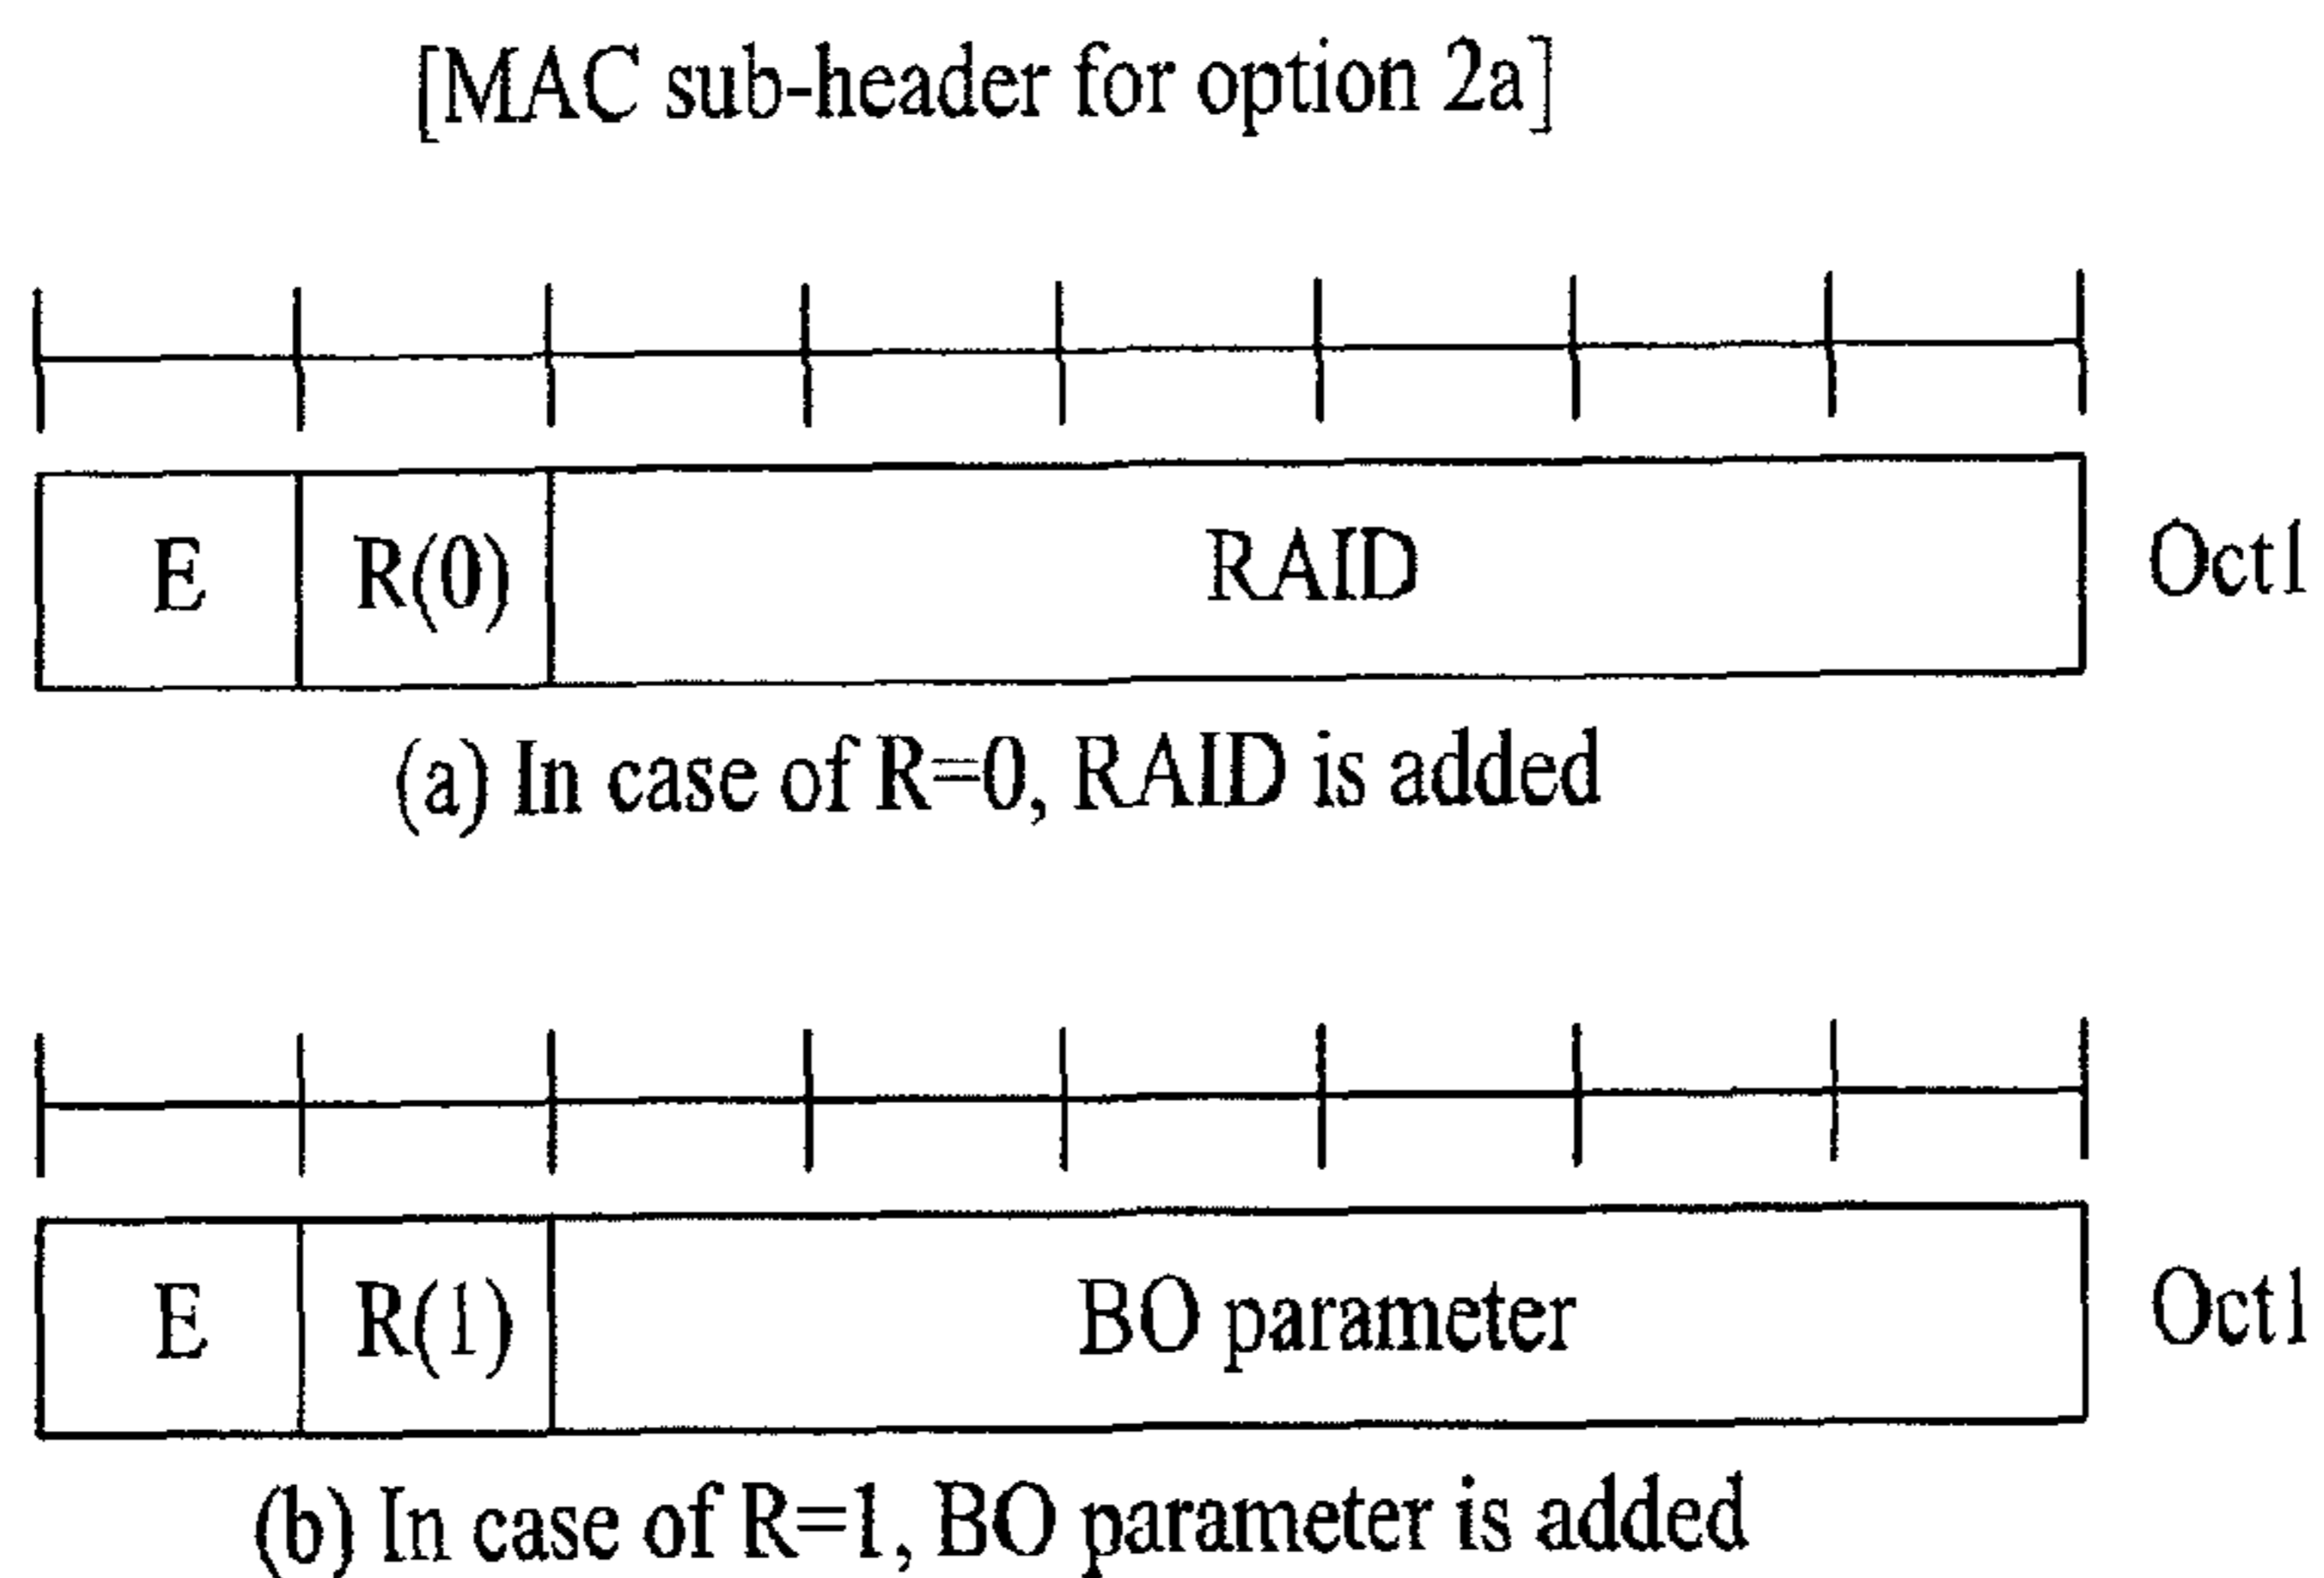 [MAC sub-header for option 2a]
E R(0) RAID Oct1
(a) In case of R=0, RAID is added
E R(1) BO parameter Oct1
(b) In case of R=1, BO parameter is added